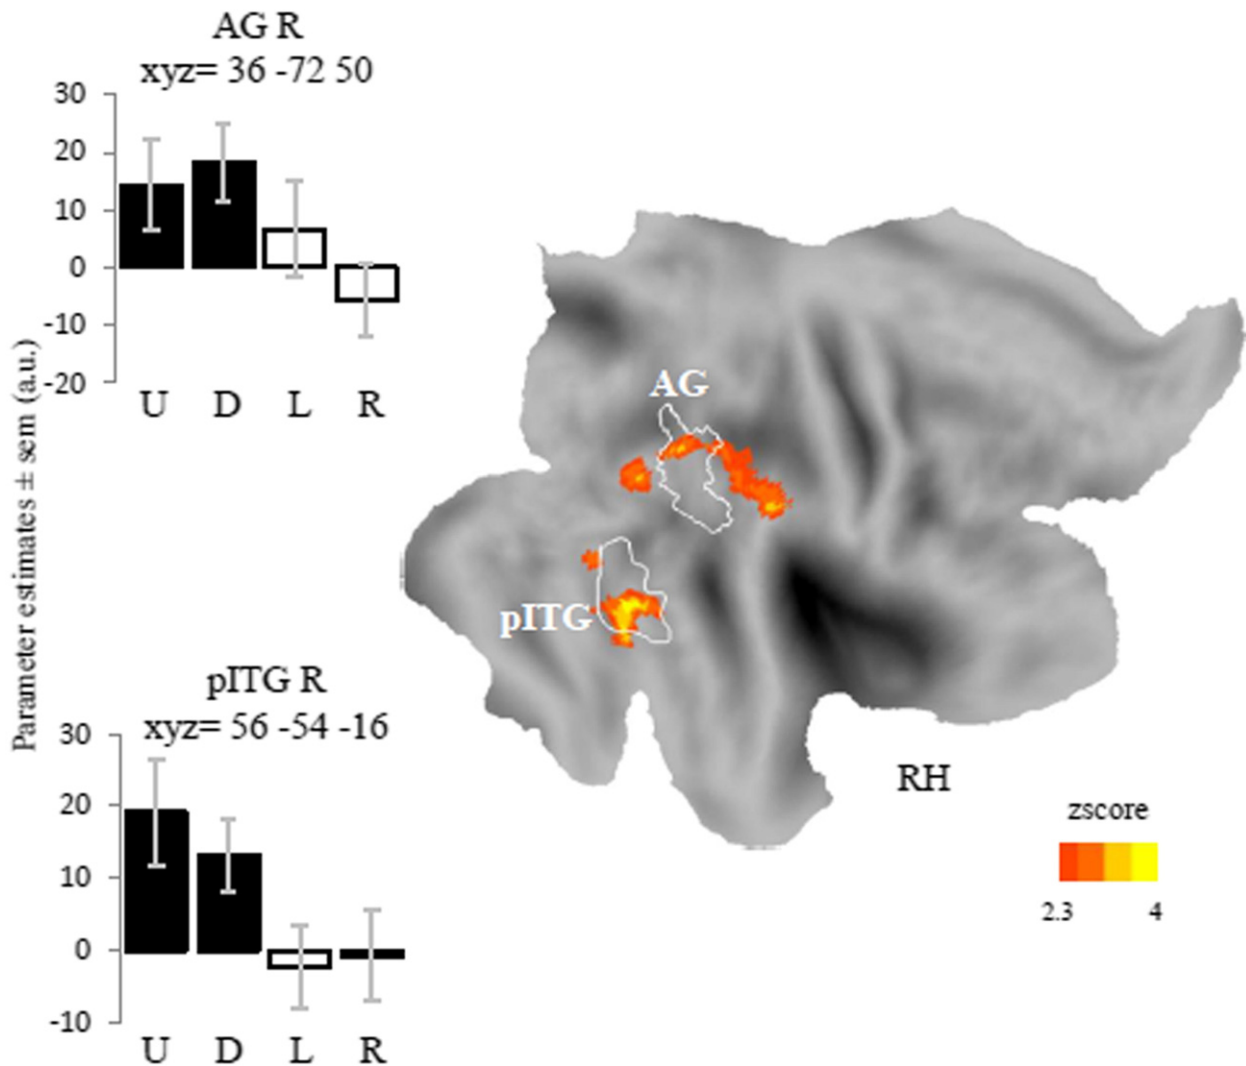 AG R
xyz= 36 -72 50
30
20
10
0
-10
-20
U D L R
Parameter estimates ± sem (a.u.)
AG
pITG
pITG R
xyz= 56 -54 -16
30
20
10
0
-10
U D L R
RH
zscore
2.3 4